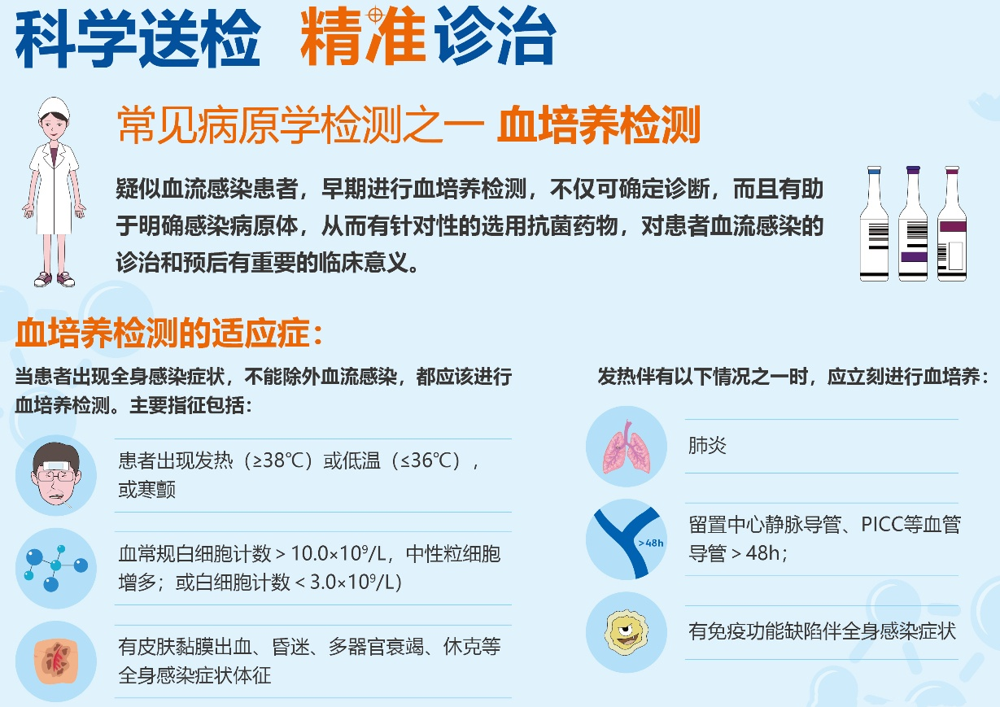 科学送检 精准诊治
常见病原学检测之一 血培养检测
疑似血流感染患者，早期进行血培养检测，不仅可确定诊断，而且有助
于明确感染病原体，从而有针对性的选用抗菌药物，对患者血流感染的
诊治和预后有重要的临床意义。
血培养检测的适应症：
当患者出现全身感染症状，不能除外血流感染，都应该进行
血培养检测。主要指征包括：
患者出现发热（≥38℃）或低温（≤36℃），
或寒颤
血常规白细胞计数＞10.0×10⁹/L，中性粒细胞
增多；或白细胞计数＜3.0×10⁹/L）
有皮肤黏膜出血、昏迷、多器官衰竭、休克等
全身感染症状体征
发热伴有以下情况之一时，应立刻进行血培养：
肺炎
>48h
留置中心静脉导管、PICC等血管
导管＞48h；
有免疫功能缺陷伴全身感染症状